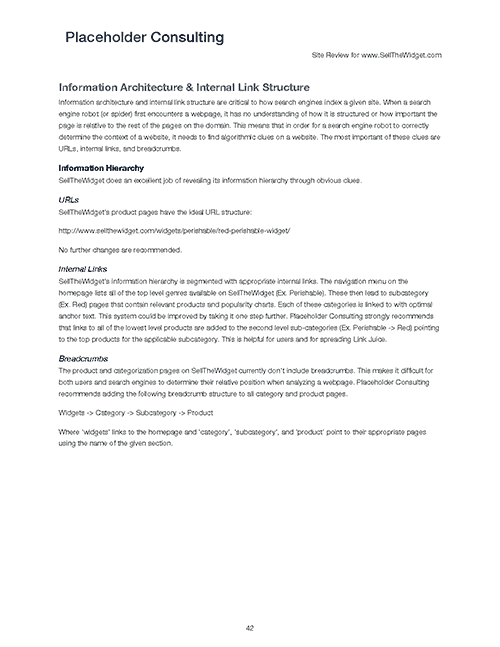 Placeholder Consulting
Site Review for www.SellTheWidget.com
Information Architecture & Internal Link Structure
Information architecture and internal link structure are critical to how search engines index a given site. When a search
engine robot (or spider) first encounters a webpage, it has no understanding of how it is structured or how important the
page is relative to the rest of the pages on the domain. This means that in order for a search engine robot to correctly
determine the context of a website, it needs to find algorithmic clues on a website. The most important of these clues are
URLs, internal links, and breadcrumbs.
Information Hierarchy
SellTheWidget does an excellent job of revealing its information hierarchy through obvious clues.
URLs
SellTheWidget's product pages have the ideal URL structure:
http://www.sellthewidget.com/widgets/perishable/red-perishable-widget/
No further changes are recommended.
Internal Links
SellTheWidget's information hierarchy is segmented with appropriate internal links. The navigation menu on the
homepage lists all of the top level genres available on SellTheWidget (Ex. Perishable). These then lead to subcategory
(Ex. Red) pages that contain relevant products and popularity charts. Each of these categories is linked to with optimal
anchor text. This system could be improved by taking it one step further. Placeholder Consulting strongly recommends
that links to all of the lowest level products are added to the second level sub-categories (Ex. Perishable -> Red) pointing
to the top products for the applicable subcategory. This is helpful for users and for spreading Link Juice.
Breadcrumbs
The product and categorization pages on SellTheWidget currently don't include breadcrumbs. This makes it difficult for
both users and search engines to determine their relative position when analyzing a webpage. Placeholder Consulting
recommends adding the following breadcrumb structure to all category and product pages.
Widgets -> Category -> Subcategory -> Product
Where 'widgets' links to the homepage and 'category', 'subcategory', and 'product' point to their appropriate pages
using the name of the given section.
42